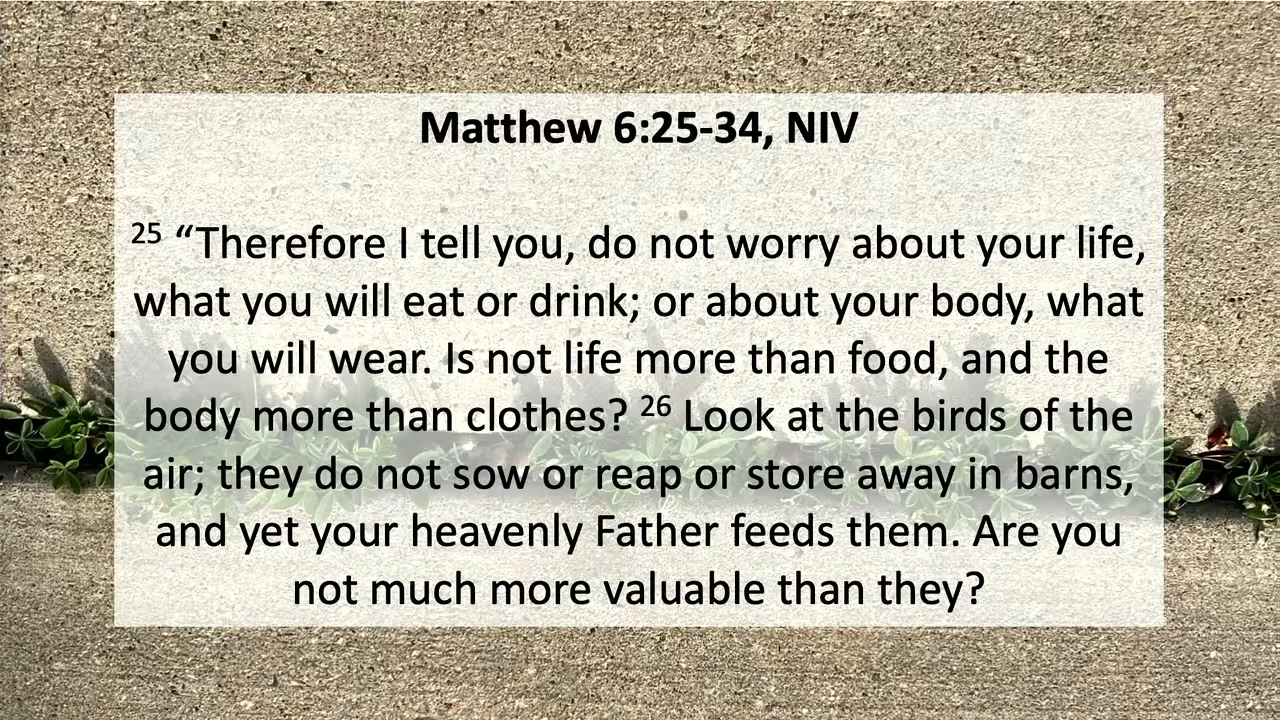 Matthew 6:25-34, NIV
25 “Therefore I tell you, do not worry about your life,
what you will eat or drink; or about your body, what
you will wear. Is not life more than food, and the
body more than clothes? 26 Look at the birds of the
air; they do not sow or reap or store away in barns,
and yet your heavenly Father feeds them. Are you
not much more valuable than they?